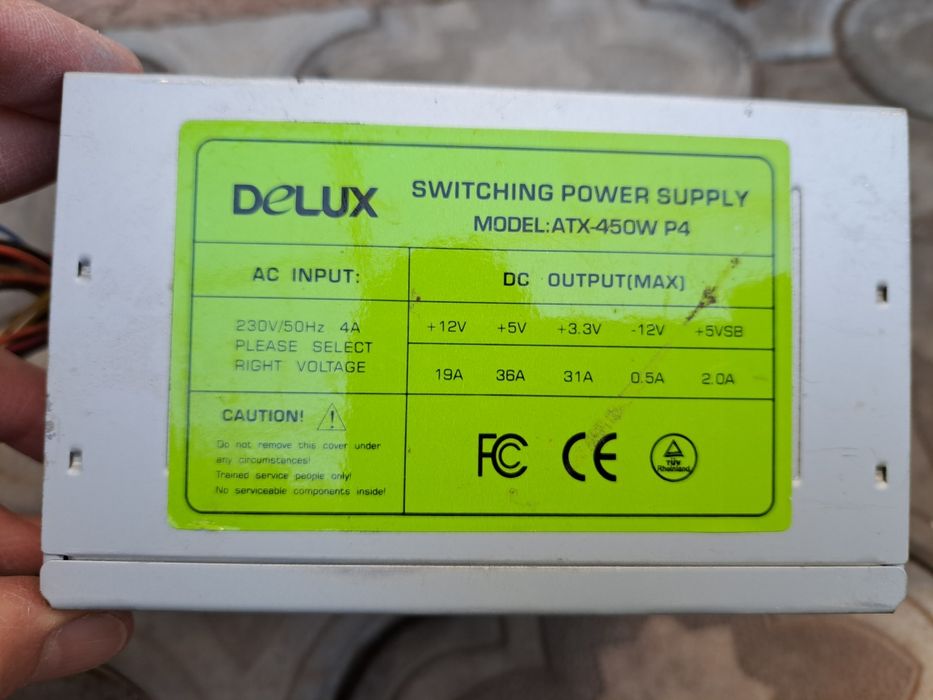 DeLUX
SWITCHING POWER SUPPLY
MODEL:ATX-450W P4
AC INPUT:
DC OUTPUT(MAX)
230V/50Hz 4A
PLEASE SELECT
RIGHT VOLTAGE
+12V +5V +3.3V -12V +5VSB
19A 36A 31A 0.5A 2.0A
CAUTION!
Do not remove this cover under
any circumstances!
Trained service people only!
No serviceable components inside!
FC CE TÜV
Rheinland